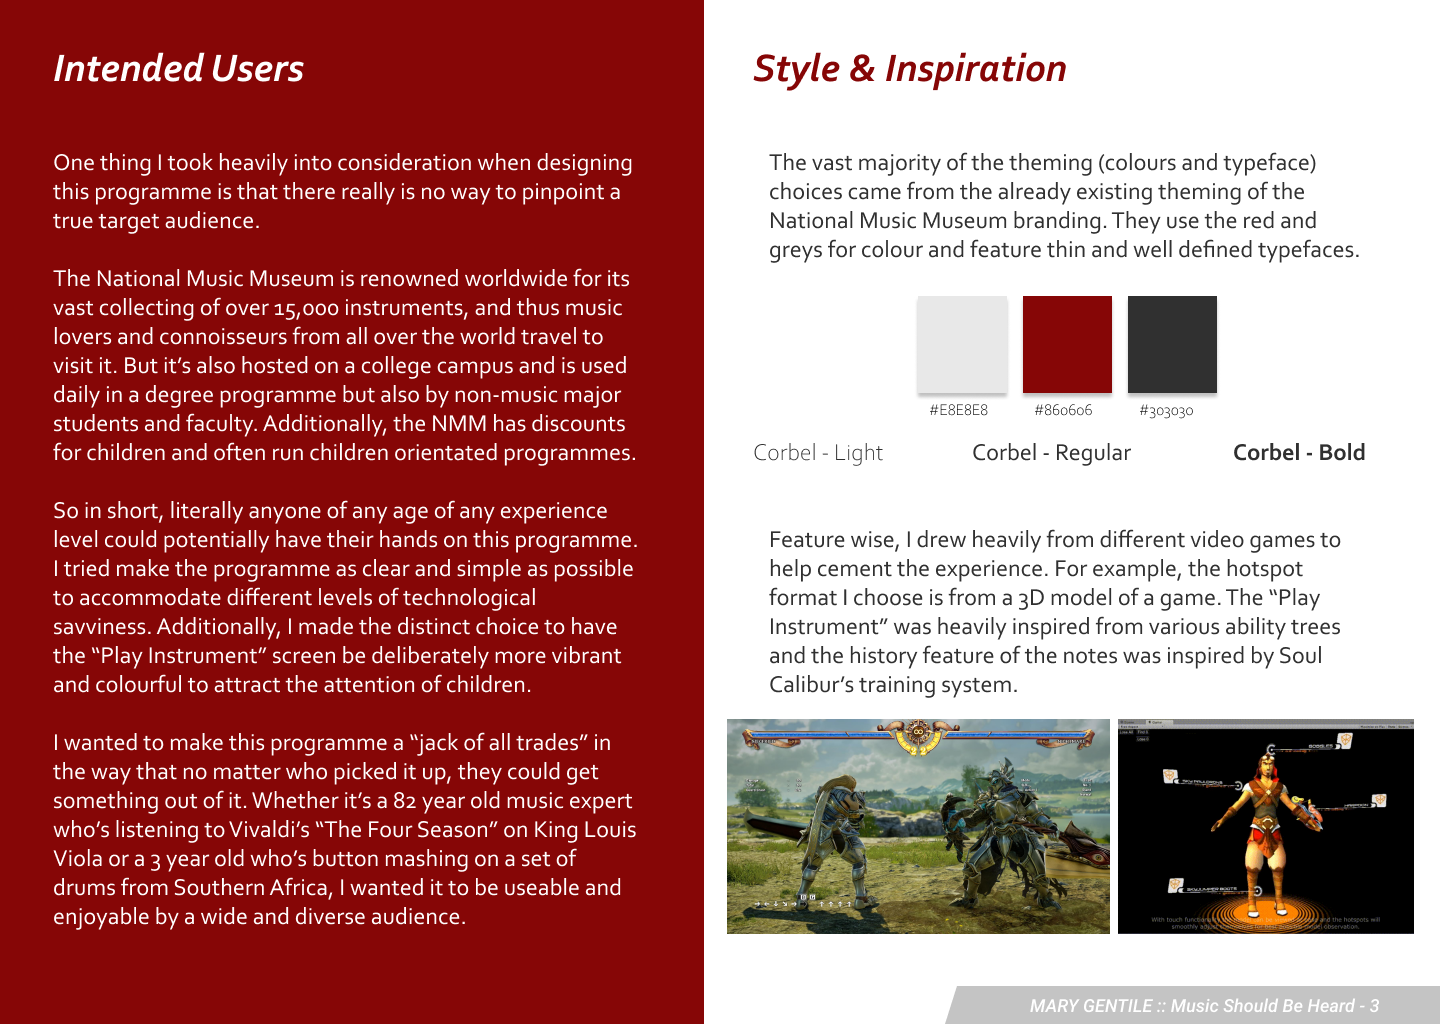 Intended Users
One thing I took heavily into consideration when designing
this programme is that there really is no way to pinpoint a
true target audience.
The National Music Museum is renowned worldwide for its
vast collecting of over 15,000 instruments, and thus music
lovers and connoisseurs from all over the world travel to
visit it. But it’s also hosted on a college campus and is used
daily in a degree programme but also by non-music major
students and faculty. Additionally, the NMM has discounts
for children and often run children orientated programmes.
So in short, literally anyone of any age of any experience
level could potentially have their hands on this programme.
I tried make the programme as clear and simple as possible
to accommodate different levels of technological
savviness. Additionally, I made the distinct choice to have
the “Play Instrument” screen be deliberately more vibrant
and colourful to attract the attention of children.
I wanted to make this programme a “jack of all trades” in
the way that no matter who picked it up, they could get
something out of it. Whether it’s a 82 year old music expert
who’s listening to Vivaldi’s “The Four Season” on King Louis
Viola or a 3 year old who’s button mashing on a set of
drums from Southern Africa, I wanted it to be useable and
enjoyable by a wide and diverse audience.
Style & Inspiration
The vast majority of the theming (colours and typeface)
choices came from the already existing theming of the
National Music Museum branding. They use the red and
greys for colour and feature thin and well defined typefaces.
#E8E8E8 #860606 #303030
Corbel - Light Corbel - Regular Corbel - Bold
Feature wise, I drew heavily from different video games to
help cement the experience. For example, the hotspot
format I choose is from a 3D model of a game. The “Play
Instrument” was heavily inspired from various ability trees
and the history feature of the notes was inspired by Soul
Calibur’s training system.
GOGGLES
SKY PAULDRONS
HARPOON
SKYJUMPER BOOTS
With touch and the hotspots will
smoothly observation.
MARY GENTILE :: Music Should Be Heard - 3